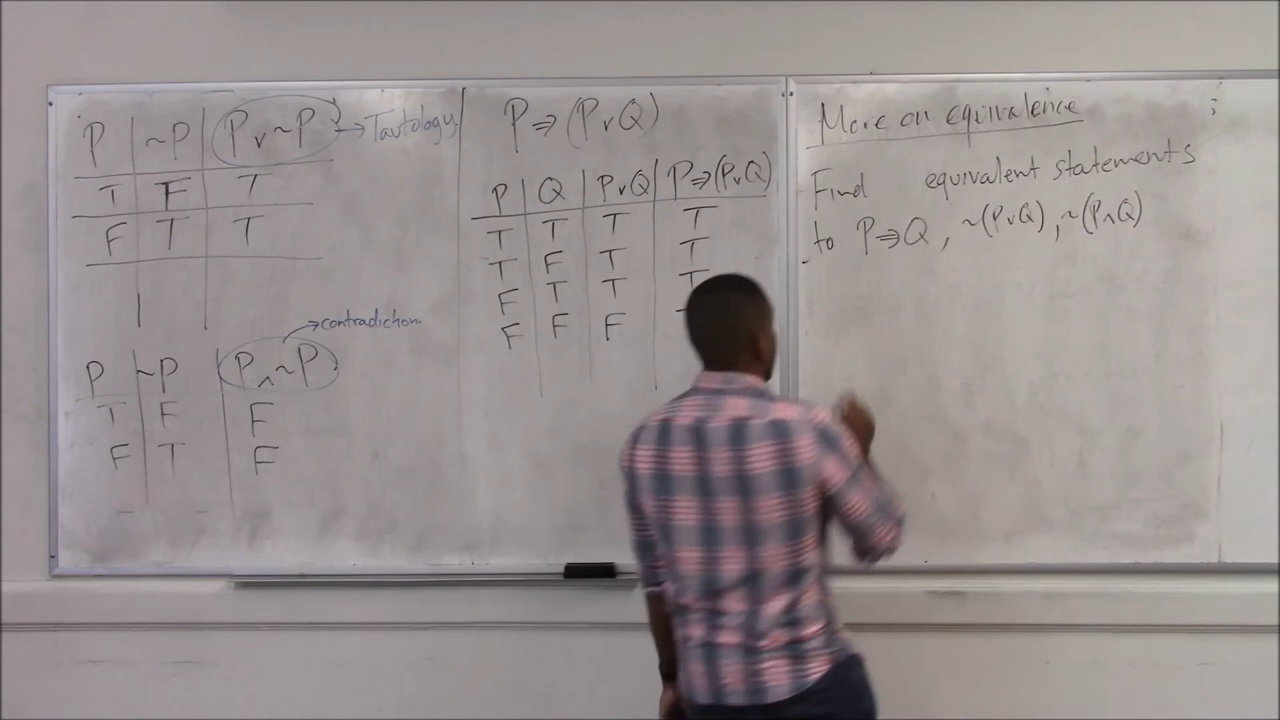 P ~P P∨~P → Tautology
T F T
F T T
→ contradiction.
P ~P P∧~P
T F F
F T F
P⇒(P∨Q)
P Q P∨Q P⇒(P∨Q)
T T T T
T F T T
F T T T
F F F
More on equivalence
Find equivalent statements
to P⇒Q, ~(P∨Q), ~(P∧Q)